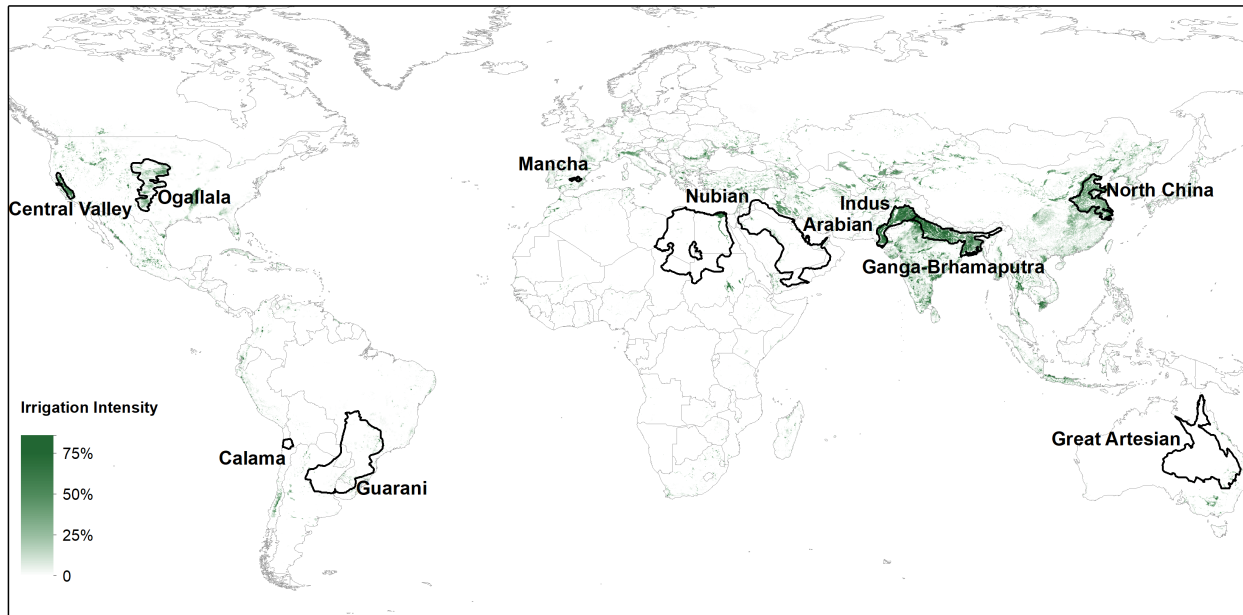 Mancha
Nubian
North China
Central Valley
Ogallala
Indus
Arabian
Ganga-Brhamaputra
Irrigation Intensity
75%
50%
25%
0
Calama
Guarani
Great Artesian